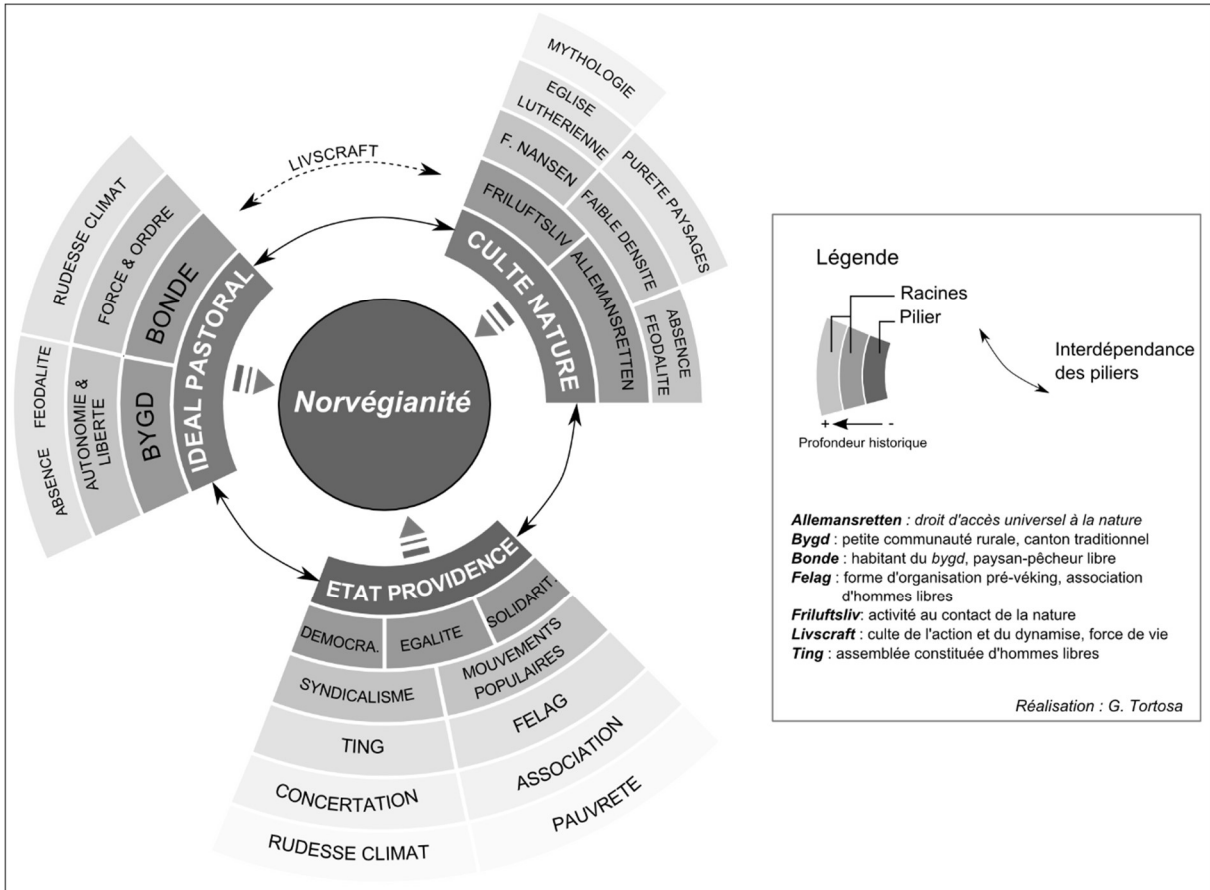 MYTHOLOGIE
EGLISE
LUTHERIENNE
F. NANSEN
PURETE PAYSAGES
FRILUFTSLIV
FAIBLE DENSITE
ALLEMANSRETTEN
ABSENCE
FEODALITE
CULTE NATURE
LIVSCRAFT
RUDESSE CLIMAT
FORCE & ORDRE
BONDE
IDEAL PASTORAL
ABSENCE FEODALITE
AUTONOMIE &
LIBERTE
BYGD
Norvégianité
ETAT PROVIDENCE
DEMOCRA.
EGALITE
SOLIDARIT.
SYNDICALISME
MOUVEMENTS
POPULAIRES
TING
FELAG
CONCERTATION
ASSOCIATION
RUDESSE CLIMAT
PAUVRETE
Légende
Racines
Pilier
+ -
Profondeur historique
Interdépendance
des piliers
Allemansretten : droit d'accès universel à la nature
Bygd : petite communauté rurale, canton traditionnel
Bonde : habitant du bygd, paysan-pêcheur libre
Felag : forme d'organisation pré-véking, association
d'hommes libres
Friluftsliv: activité au contact de la nature
Livscraft : culte de l'action et du dynamise, force de vie
Ting : assemblée constituée d'hommes libres
Réalisation : G. Tortosa